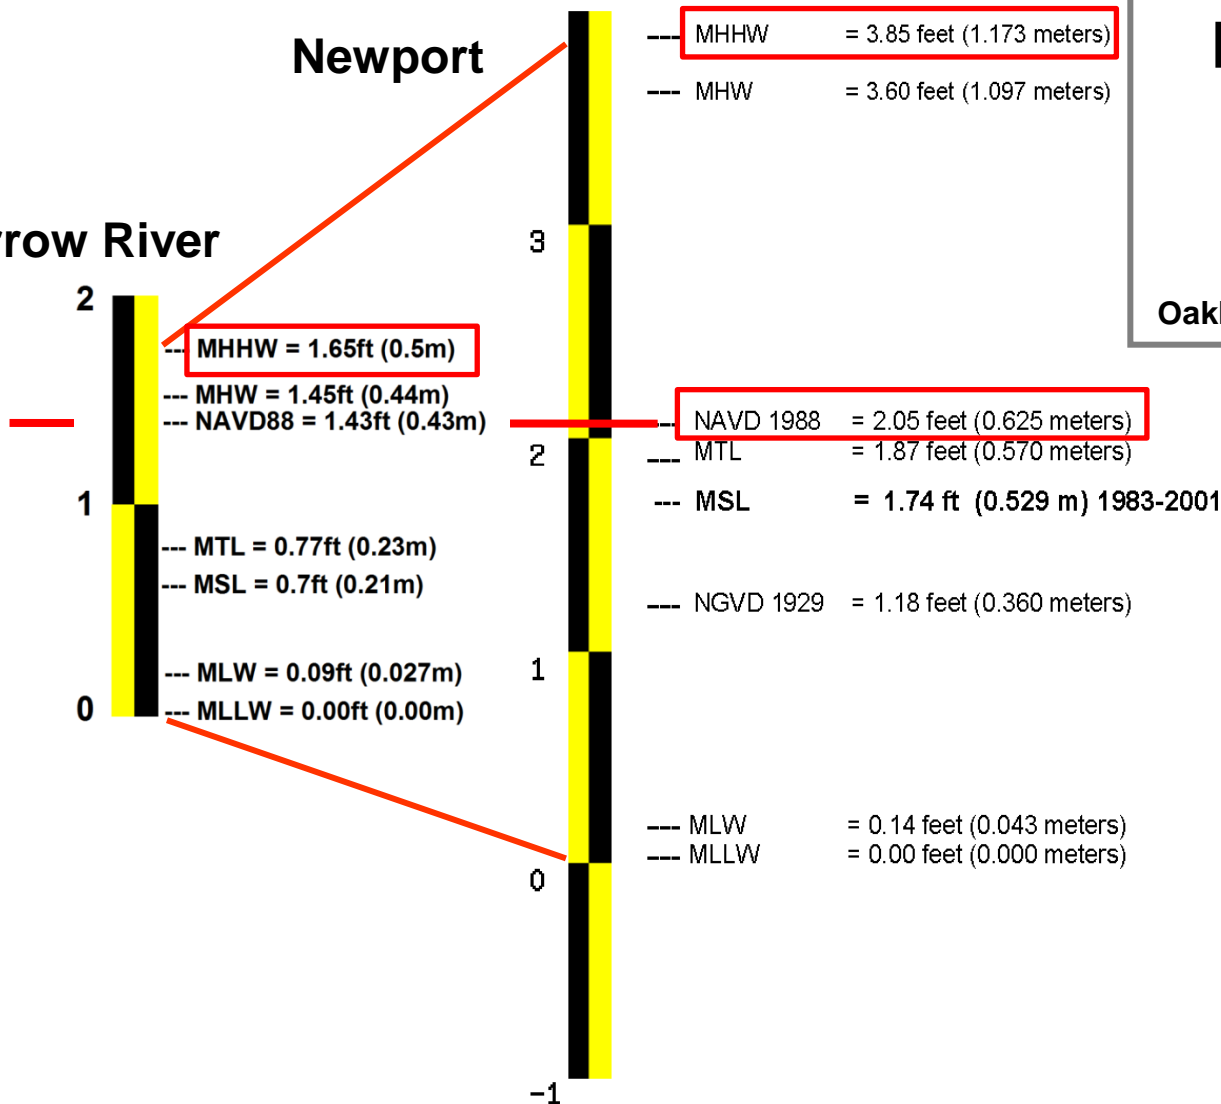 Newport
MHHW = 3.85 feet (1.173 meters)
MHW = 3.60 feet (1.097 meters)
3
row River
2
MHHW = 1.65ft (0.5m)
MHW = 1.45ft (0.44m)
NAVD88 = 1.43ft (0.43m)
1
MTL = 0.77ft (0.23m)
MSL = 0.7ft (0.21m)
MLW = 0.09ft (0.027m)
0
MLLW = 0.00ft (0.00m)
NAVD 1988 = 2.05 feet (0.625 meters)
2
MTL = 1.87 feet (0.570 meters)
MSL = 1.74 ft (0.529 m) 1983-2001
NGVD 1929 = 1.18 feet (0.360 meters)
1
MLW = 0.14 feet (0.043 meters)
MLLW = 0.00 feet (0.000 meters)
0
-1